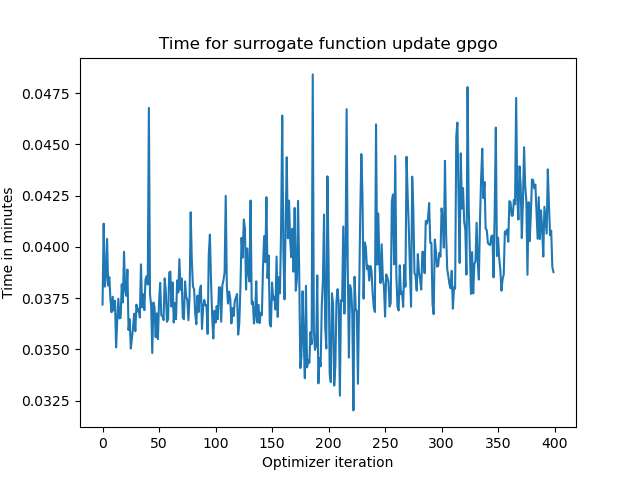 Time for surrogate function update gpgo
Time in minutes
0.0475
0.0450
0.0425
0.0400
0.0375
0.0350
0.0325
0 50 100 150 200 250 300 350 400
Optimizer iteration